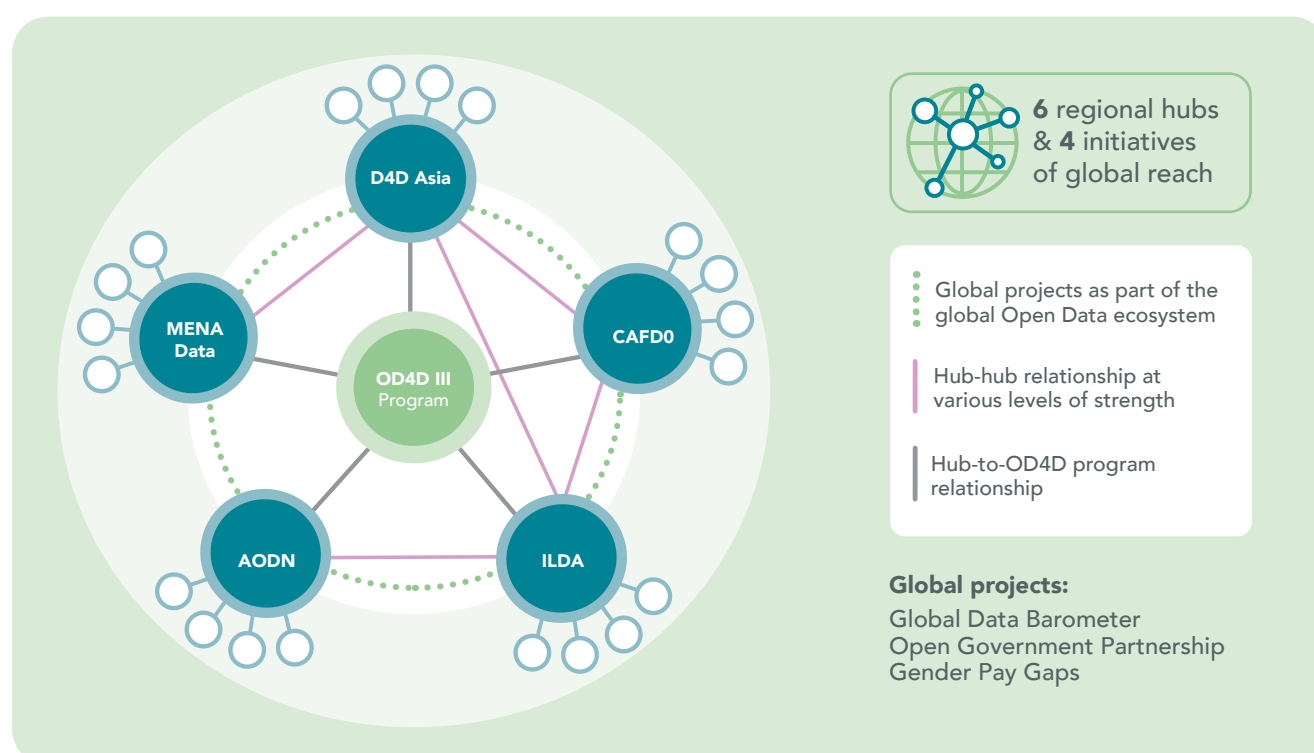 D4D Asia
MENA
Data
CAFD0
OD4D III
Program
AODN
ILDA
6 regional hubs
& 4 initiatives
of global reach
Global projects as part of the
global Open Data ecosystem
Hub-hub relationship at
various levels of strength
Hub-to-OD4D program
relationship
Global projects:
Global Data Barometer
Open Government Partnership
Gender Pay Gaps